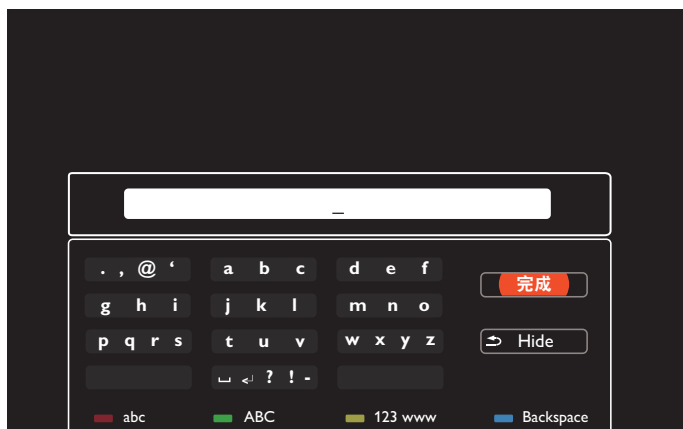 _
. , @ ‘ a b c d e f 完成
g h i j k l m n o
p q r s t u v w x y z Hide
␣ ↵ ? ! -
abc ABC 123 www Backspace